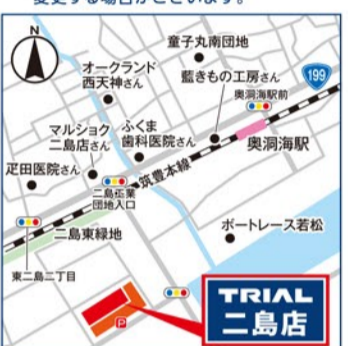 変更する場合がございます。
N
童子丸南団地
オークランド
西天神さん
藍きもの工房さん
199
奥洞海駅前
マルショク
二島店さん
ふくま
歯科医院さん
奥洞海駅
疋田医院さん
筑豊本線
二島工業
団地入口
二島東緑地
ボートレース若松
東二島二丁目
P
TRIAL
二島店